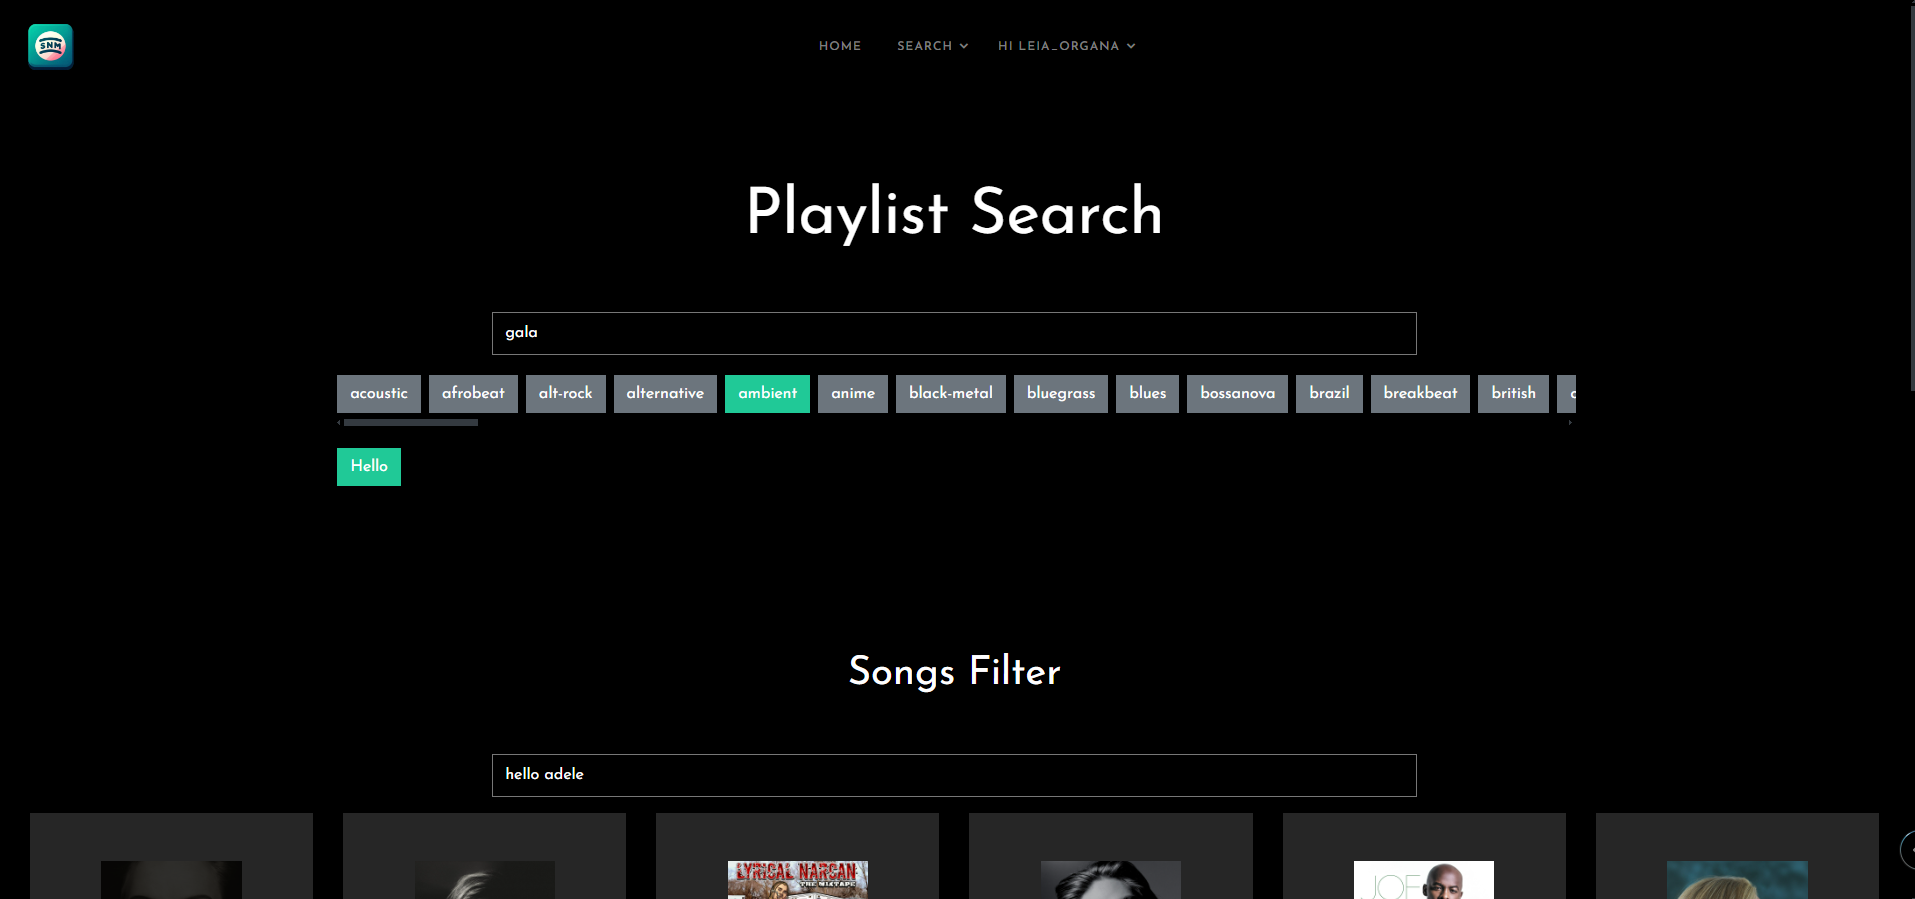 SNM
HOME SEARCH HI LEIA_ORGANA
Playlist Search
gala
acoustic afrobeat alt-rock alternative ambient anime black-metal bluegrass blues bossanova brazil breakbeat british
Hello
Songs Filter
hello adele
LYRICAL NARCAN
THE MIXTAPE
JOE